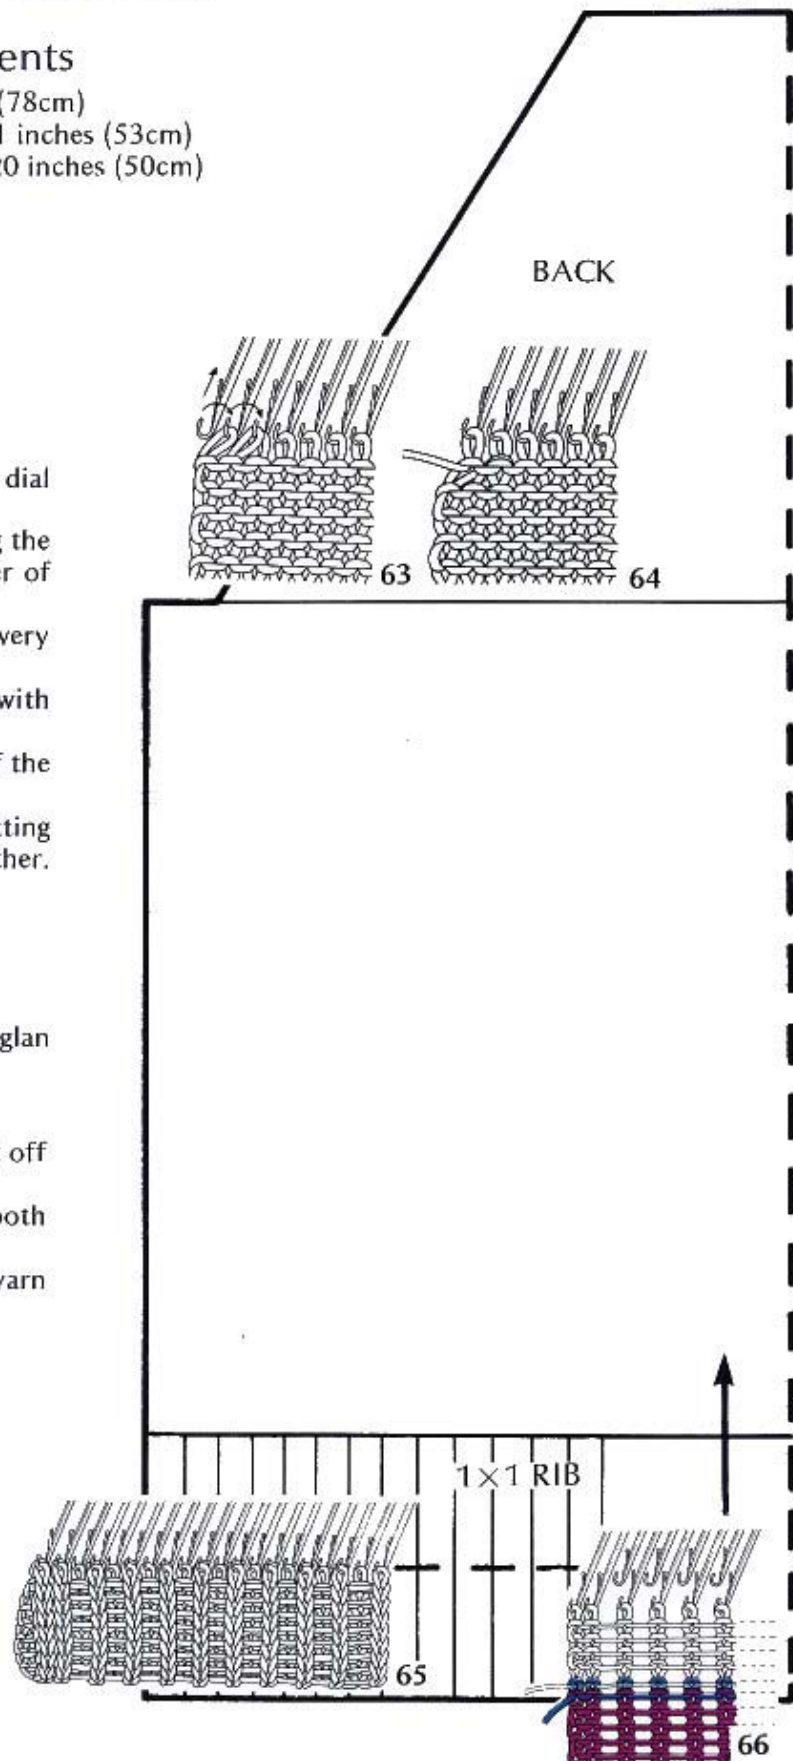 ents
(78cm)
1 inches (53cm)
20 inches (50cm)
BACK
dial
g the
er of
63
64
very
with
f the
tting
ther.
glan
off
both
yarn
1×1 RIB
65
66